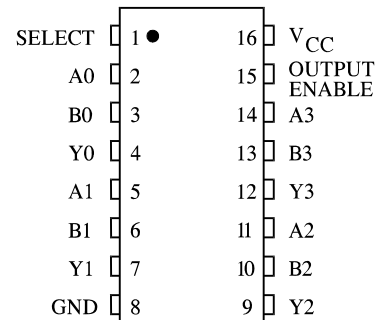 SELECT 1 16 VCC
A0 2 15 OUTPUT ENABLE
B0 3 14 A3
Y0 4 13 B3
A1 5 12 Y3
B1 6 11 A2
Y1 7 10 B2
GND 8 9 Y2